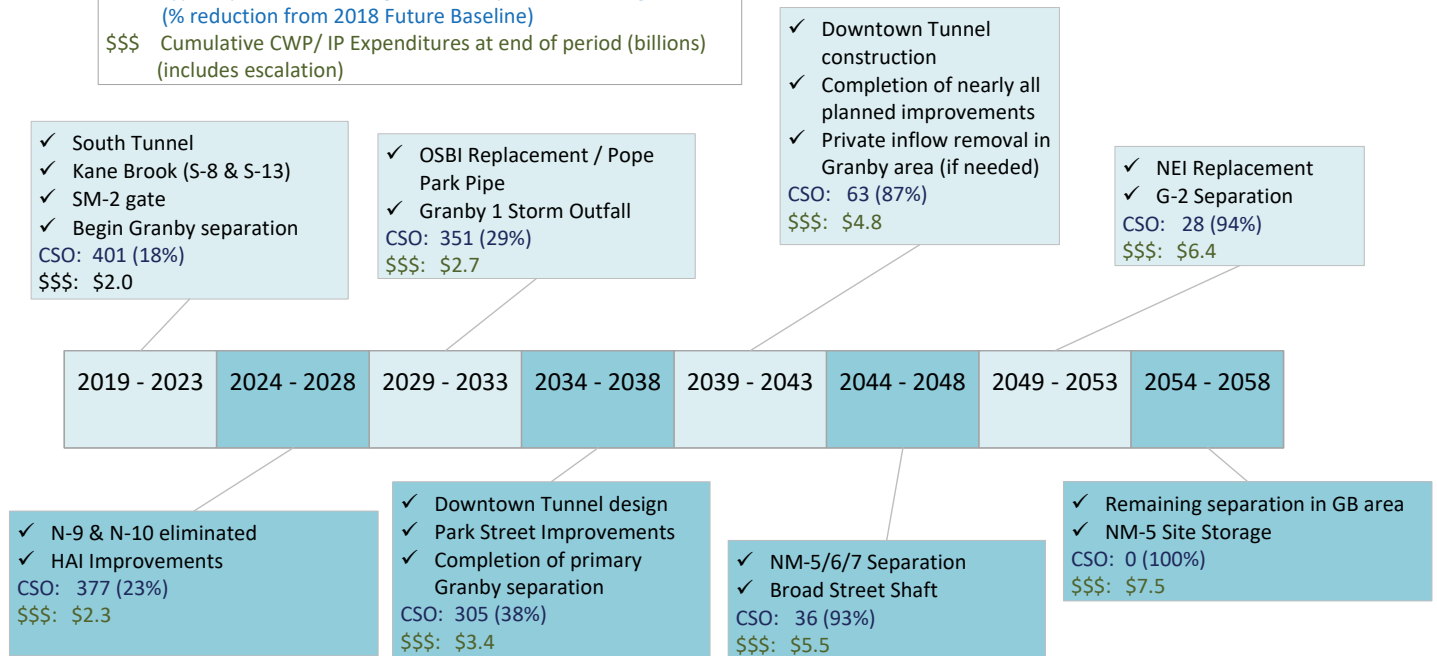 (% reduction from 2018 Future Baseline)
$$$ Cumulative CWP/ IP Expenditures at end of period (billions)
(includes escalation)
✓ South Tunnel
✓ Kane Brook (S-8 & S-13)
✓ SM-2 gate
✓ Begin Granby separation
CSO: 401 (18%)
$$$: $2.0
✓ OSBI Replacement / Pope
Park Pipe
✓ Granby 1 Storm Outfall
CSO: 351 (29%)
$$$: $2.7
✓ Downtown Tunnel
construction
✓ Completion of nearly all
planned improvements
✓ Private inflow removal in
Granby area (if needed)
CSO: 63 (87%)
$$$: $4.8
✓ NEI Replacement
✓ G-2 Separation
CSO: 28 (94%)
$$$: $6.4
2019 - 2023 2024 - 2028 2029 - 2033 2034 - 2038 2039 - 2043 2044 - 2048 2049 - 2053 2054 - 2058
✓ N-9 & N-10 eliminated
✓ HAI Improvements
CSO: 377 (23%)
$$$: $2.3
✓ Downtown Tunnel design
✓ Park Street Improvements
✓ Completion of primary
Granby separation
CSO: 305 (38%)
$$$: $3.4
✓ NM-5/6/7 Separation
✓ Broad Street Shaft
CSO: 36 (93%)
$$$: $5.5
✓ Remaining separation in GB area
✓ NM-5 Site Storage
CSO: 0 (100%)
$$$: $7.5